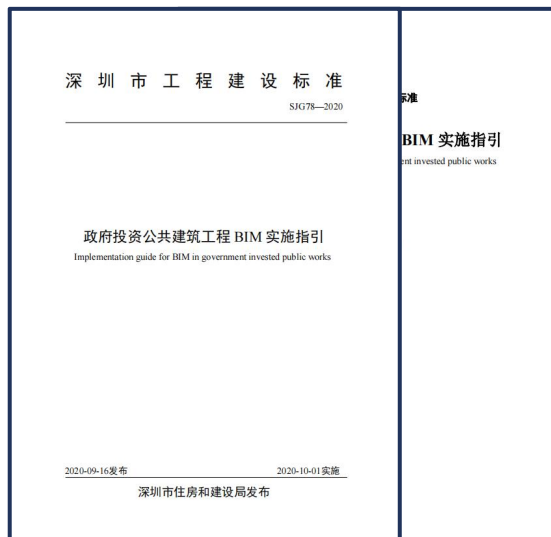 深圳市工程建设标准
SJG78—2020
政府投资公共建筑工程 BIM 实施指引
Implementation guide for BIM in government invested public works
2020-09-16发布
2020-10-01实施
深圳市住房和建设局发布
标准
BIM 实施指引
ent invested public works